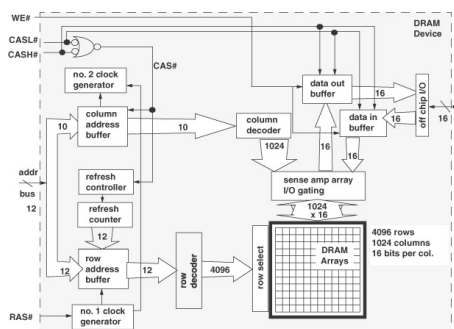 WE#
CASL#
CASH#
DRAM
Device
CAS#
no. 2 clock
generator
data out
buffer
16
16
data in
buffer
16
off chip I/O
16
column
address
buffer
10
10
column
decoder
1024
16
16
addr
bus
12
refresh
controller
refresh
counter
12
sense amp array
I/O gating
1024
x 16
12
row
address
buffer
12
row
decoder
4096
row select
DRAM
Arrays
4096 rows
1024 columns
16 bits per col.
RAS#
no. 1 clock
generator